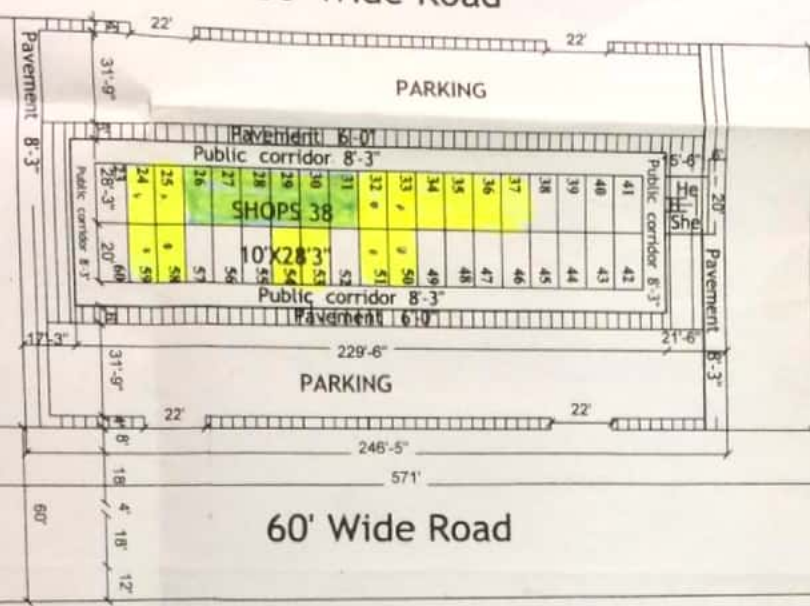 Wide Road
22'
22'
Pavement 8'-3"
31'-9"
PARKING
Pavement 6'-0"
Public corridor 8'-3"
Public corridor 8'-3"
28'-3"
20'
23 24 25 26 27 28 29 30 31 32 33 34 35 36 37 38 39 40 41
SHOPS 38
10'X28'3"
60 59 58 57 56 55 54 53 52 51 50 49 48 47 46 45 44 43 42
Public corridor 8'-3"
5'-6"
20'
He
She
Pavement 8'-3"
Public corridor 8'-3"
Pavement 6'-0"
17'-3"
229'-6"
21'-6"
31'-9"
PARKING
22'
22'
8'
246'-5"
571'
18'
4'
18'
12'
60'
60' Wide Road